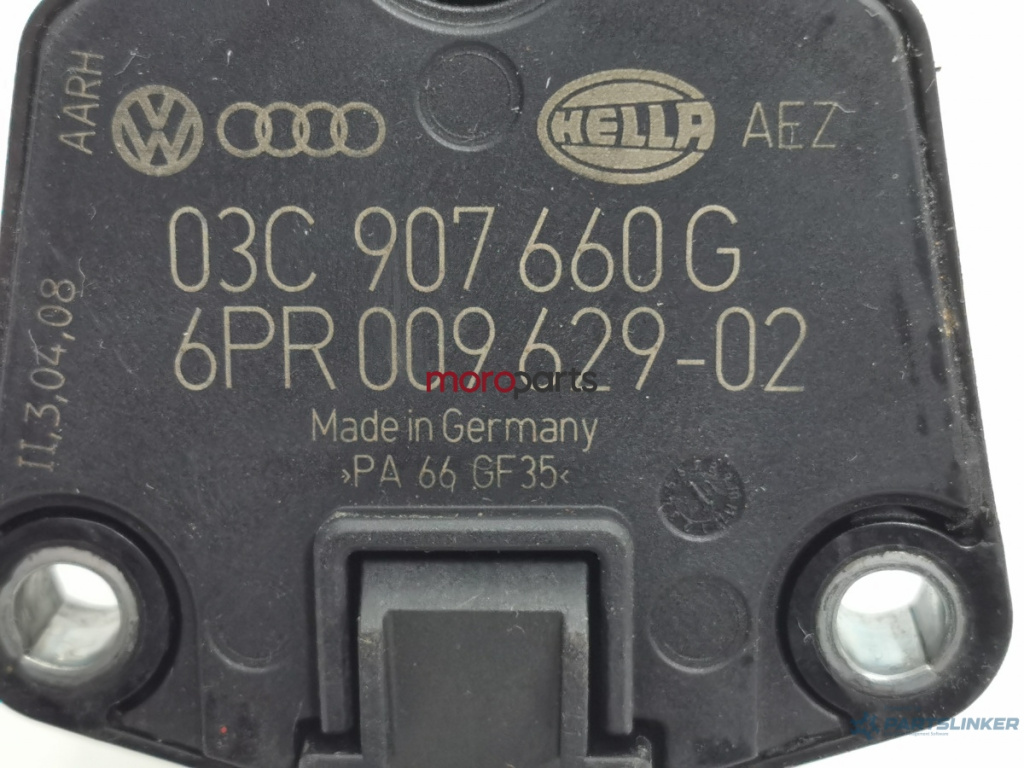 AARH
HELLA AEZ
03C 907 660 G
6PR 009 629-02
moroparts
Made in Germany
›PA 66 GF35‹
II,3,04,08
PARTSLINKER